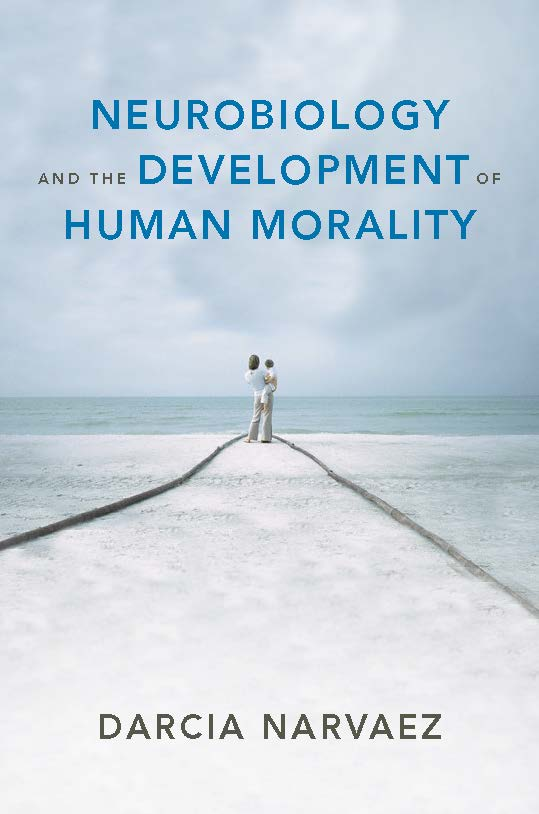 NEUROBIOLOGY
AND THE DEVELOPMENT OF
HUMAN MORALITY
DARCIA NARVAEZ